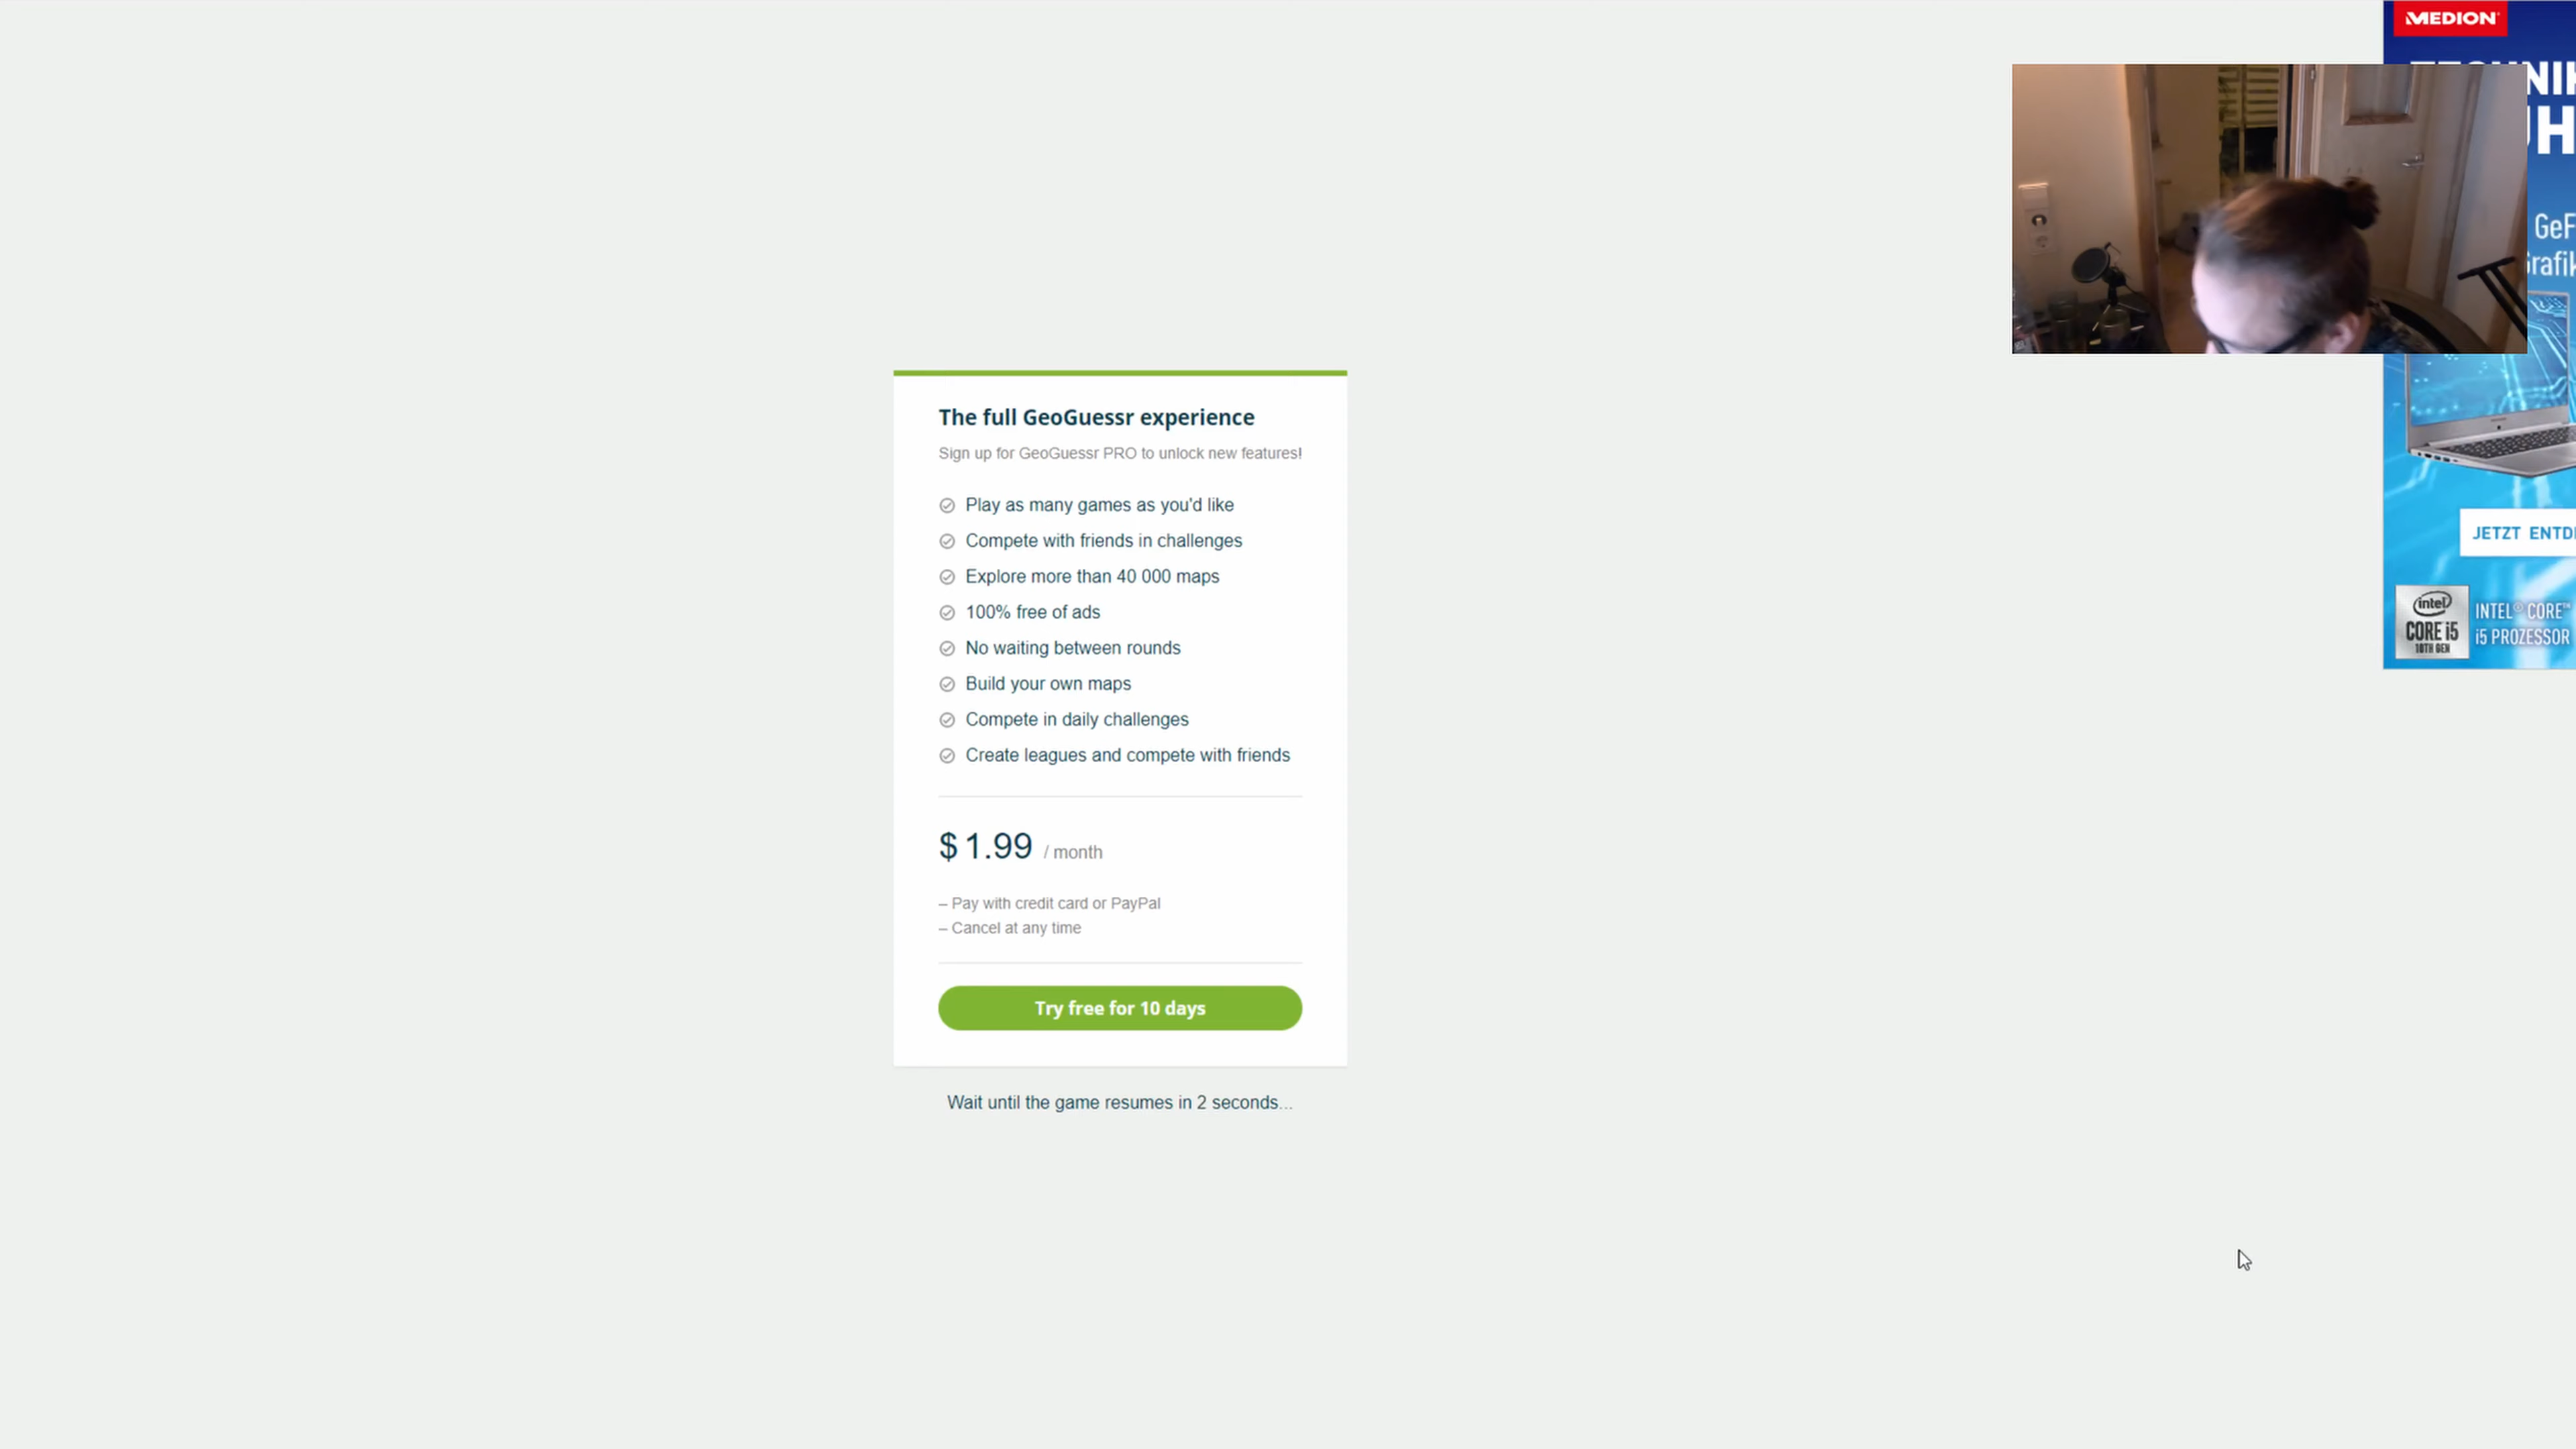 The full GeoGuessr experience
Sign up for GeoGuessr PRO to unlock new features!
Play as many games as you'd like
Compete with friends in challenges
Explore more than 40 000 maps
100% free of ads
No waiting between rounds
Build your own maps
Compete in daily challenges
Create leagues and compete with friends
$ 1.99 / month
– Pay with credit card or PayPal
– Cancel at any time
Try free for 10 days
Wait until the game resumes in 2 seconds...
MEDION
JETZT
intel
CORE i5
10TH GEN
INTEL® CORE™
i5 PROZESSOR